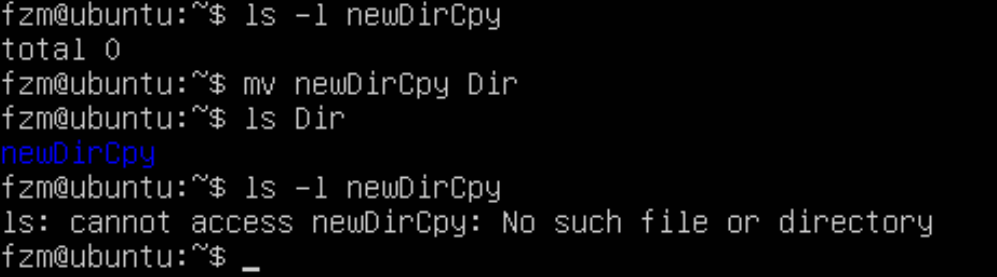 fzm@ubuntu:~$ ls -l newDirCpy
total 0
fzm@ubuntu:~$ mv newDirCpy Dir
fzm@ubuntu:~$ ls Dir
newDirCpy
fzm@ubuntu:~$ ls -l newDirCpy
ls: cannot access newDirCpy: No such file or directory
fzm@ubuntu:~$ _